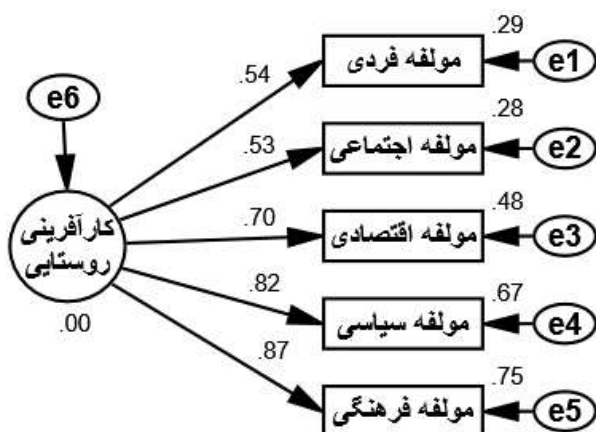 .29
مولفه فردی
e1
.54
e6
.28
مولفه اجتماعی
e2
.53
کارآفرینی
روستایی
.00
.48
مولفه اقتصادی
e3
.70
.67
مولفه سیاسی
e4
.82
.75
مولفه فرهنگی
e5
.87